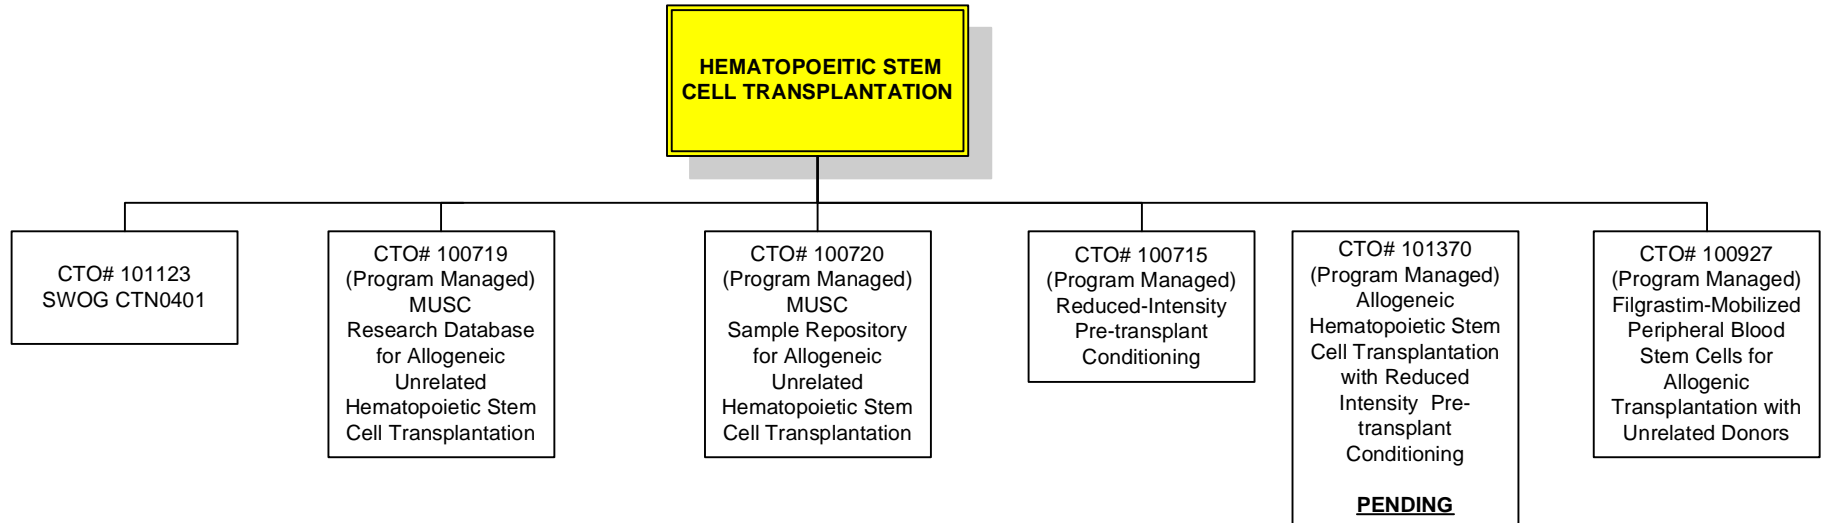 HEMATOPOEITIC STEM
CELL TRANSPLANTATION
CTO# 101123
SWOG CTN0401
CTO# 100719
(Program Managed)
MUSC
Research Database
for Allogeneic
Unrelated
Hematopoietic Stem
Cell Transplantation
CTO# 100720
(Program Managed)
MUSC
Sample Repository
for Allogeneic
Unrelated
Hematopoietic Stem
Cell Transplantation
CTO# 100715
(Program Managed)
Reduced-Intensity
Pre-transplant
Conditioning
CTO# 101370
(Program Managed)
Allogeneic
Hematopoietic Stem
Cell Transplantation
with Reduced
Intensity  Pre-
transplant
Conditioning
PENDING
CTO# 100927
(Program Managed)
Filgrastim-Mobilized
Peripheral Blood
Stem Cells for
Allogenic
Transplantation with
Unrelated Donors